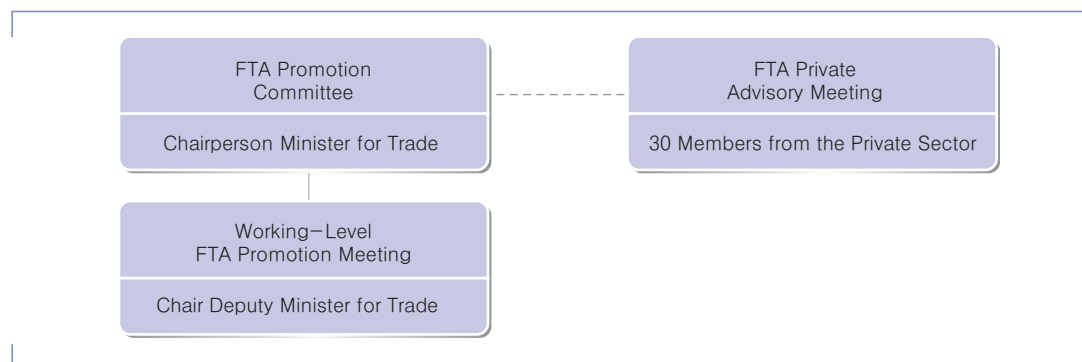 FTA Promotion
Committee
Chairperson Minister for Trade
FTA Private
Advisory Meeting
30 Members from the Private Sector
Working-Level
FTA Promotion Meeting
Chair Deputy Minister for Trade